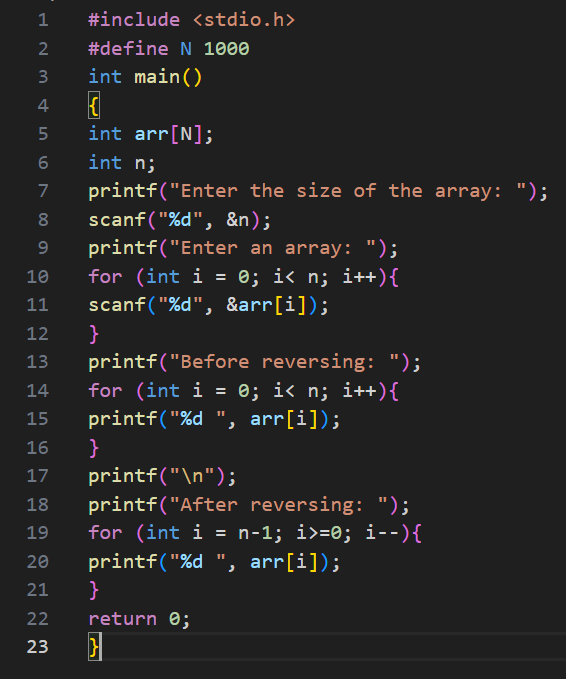 1 #include <stdio.h>
2 #define N 1000
3 int main()
4 {
5 int arr[N];
6 int n;
7 printf("Enter the size of the array: ");
8 scanf("%d", &n);
9 printf("Enter an array: ");
10 for (int i = 0; i< n; i++){
11 scanf("%d", &arr[i]);
12 }
13 printf("Before reversing: ");
14 for (int i = 0; i< n; i++){
15 printf("%d ", arr[i]);
16 }
17 printf("\n");
18 printf("After reversing: ");
19 for (int i = n-1; i>=0; i--){
20 printf("%d ", arr[i]);
21 }
22 return 0;
23 }